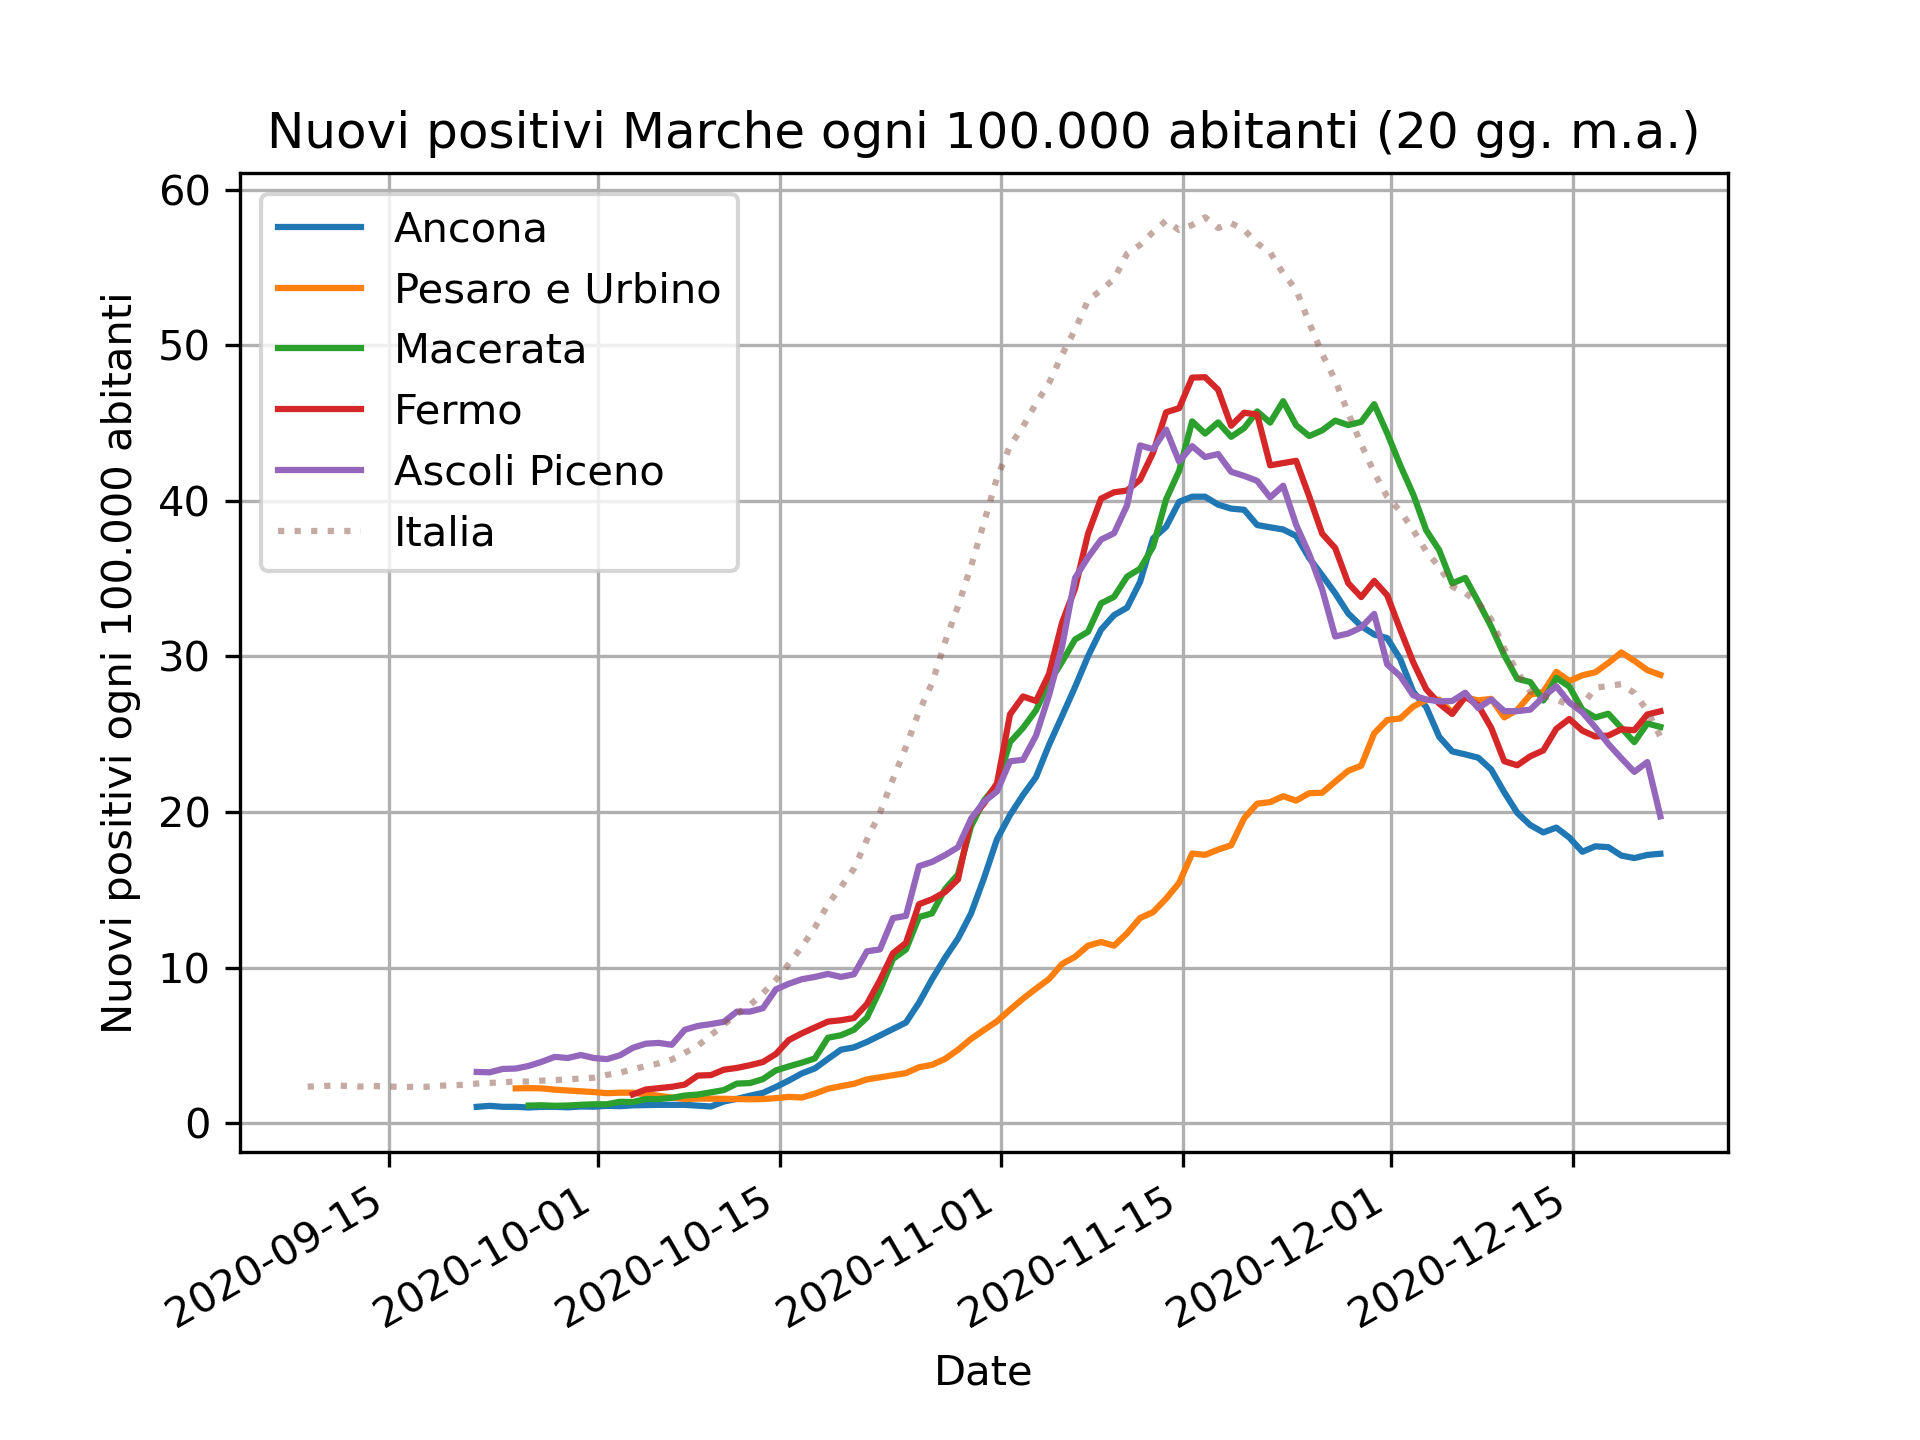 Nuovi positivi Marche ogni 100.000 abitanti (20 gg. m.a.)
Nuovi positivi ogni 100.000 abitanti
60
50
40
30
20
10
0
Ancona
Pesaro e Urbino
Macerata
Fermo
Ascoli Piceno
Italia
2020-09-15
2020-10-01
2020-10-15
2020-11-01
2020-11-15
2020-12-01
2020-12-15
Date